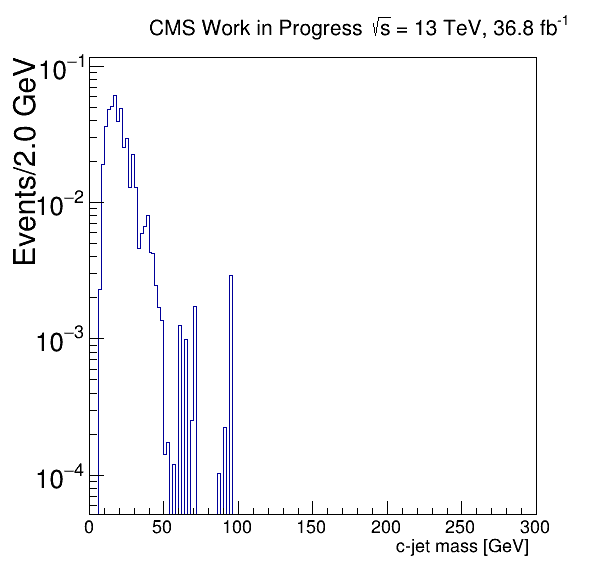 CMS Work in Progress √s = 13 TeV, 36.8 fb⁻¹
Events/2.0 GeV
10⁻¹
10⁻²
10⁻³
10⁻⁴
0 50 100 150 200 250 300
c-jet mass [GeV]